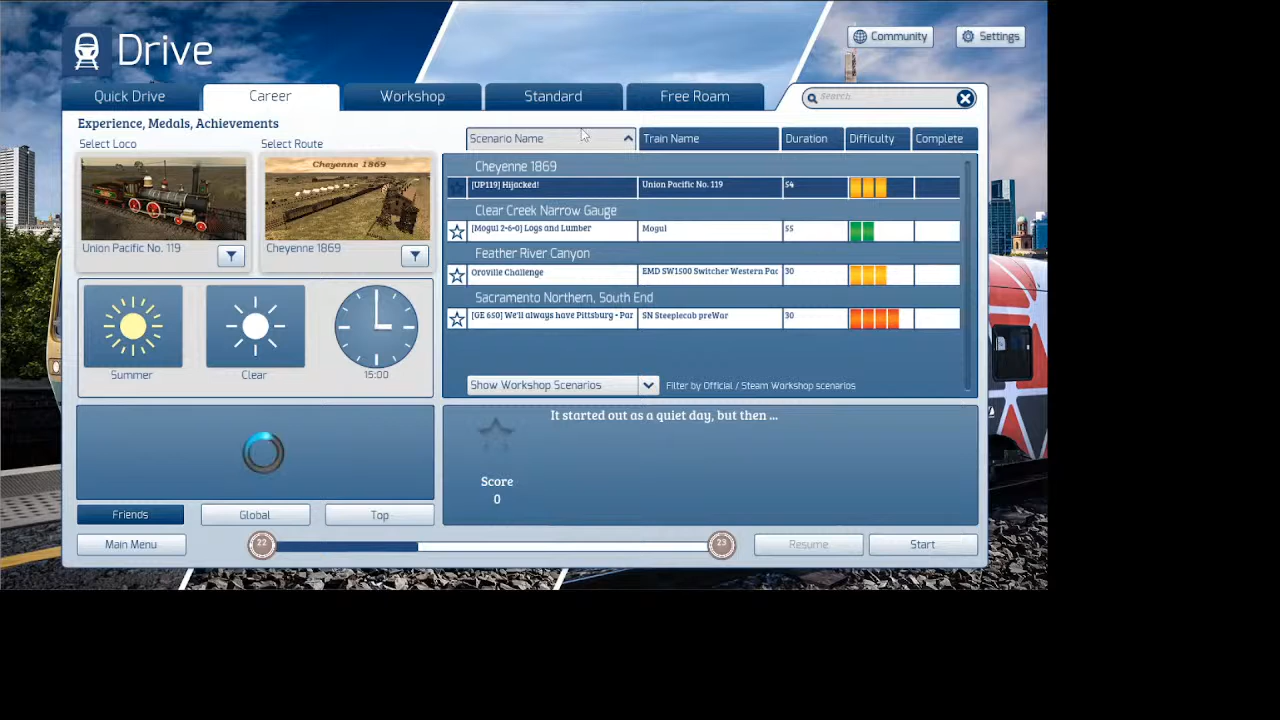 Drive
Community
Settings
Quick Drive
Career
Workshop
Standard
Free Roam
Search
Experience, Medals, Achievements
Select Loco
Select Route
Cheyenne 1869
Union Pacific No. 119
Cheyenne 1869
Summer
Clear
15:00
Scenario Name
Train Name
Duration
Difficulty
Complete
Cheyenne 1869
[UP119] Hijacked!
Union Pacific No. 119
54
Clear Creek Narrow Gauge
[Mogul 2-6-0] Logs and Lumber
Mogul
55
Feather River Canyon
Oroville Challenge
EMD SW1500 Switcher Western Pac
30
Sacramento Northern, South End
[GE 650] We'll always have Pittsburg - Par
SN Steeplecab preWar
30
Show Workshop Scenarios
Filter by Official / Steam Workshop scenarios
It started out as a quiet day, but then ...
Score
0
Friends
Global
Top
Main Menu
22
23
Resume
Start